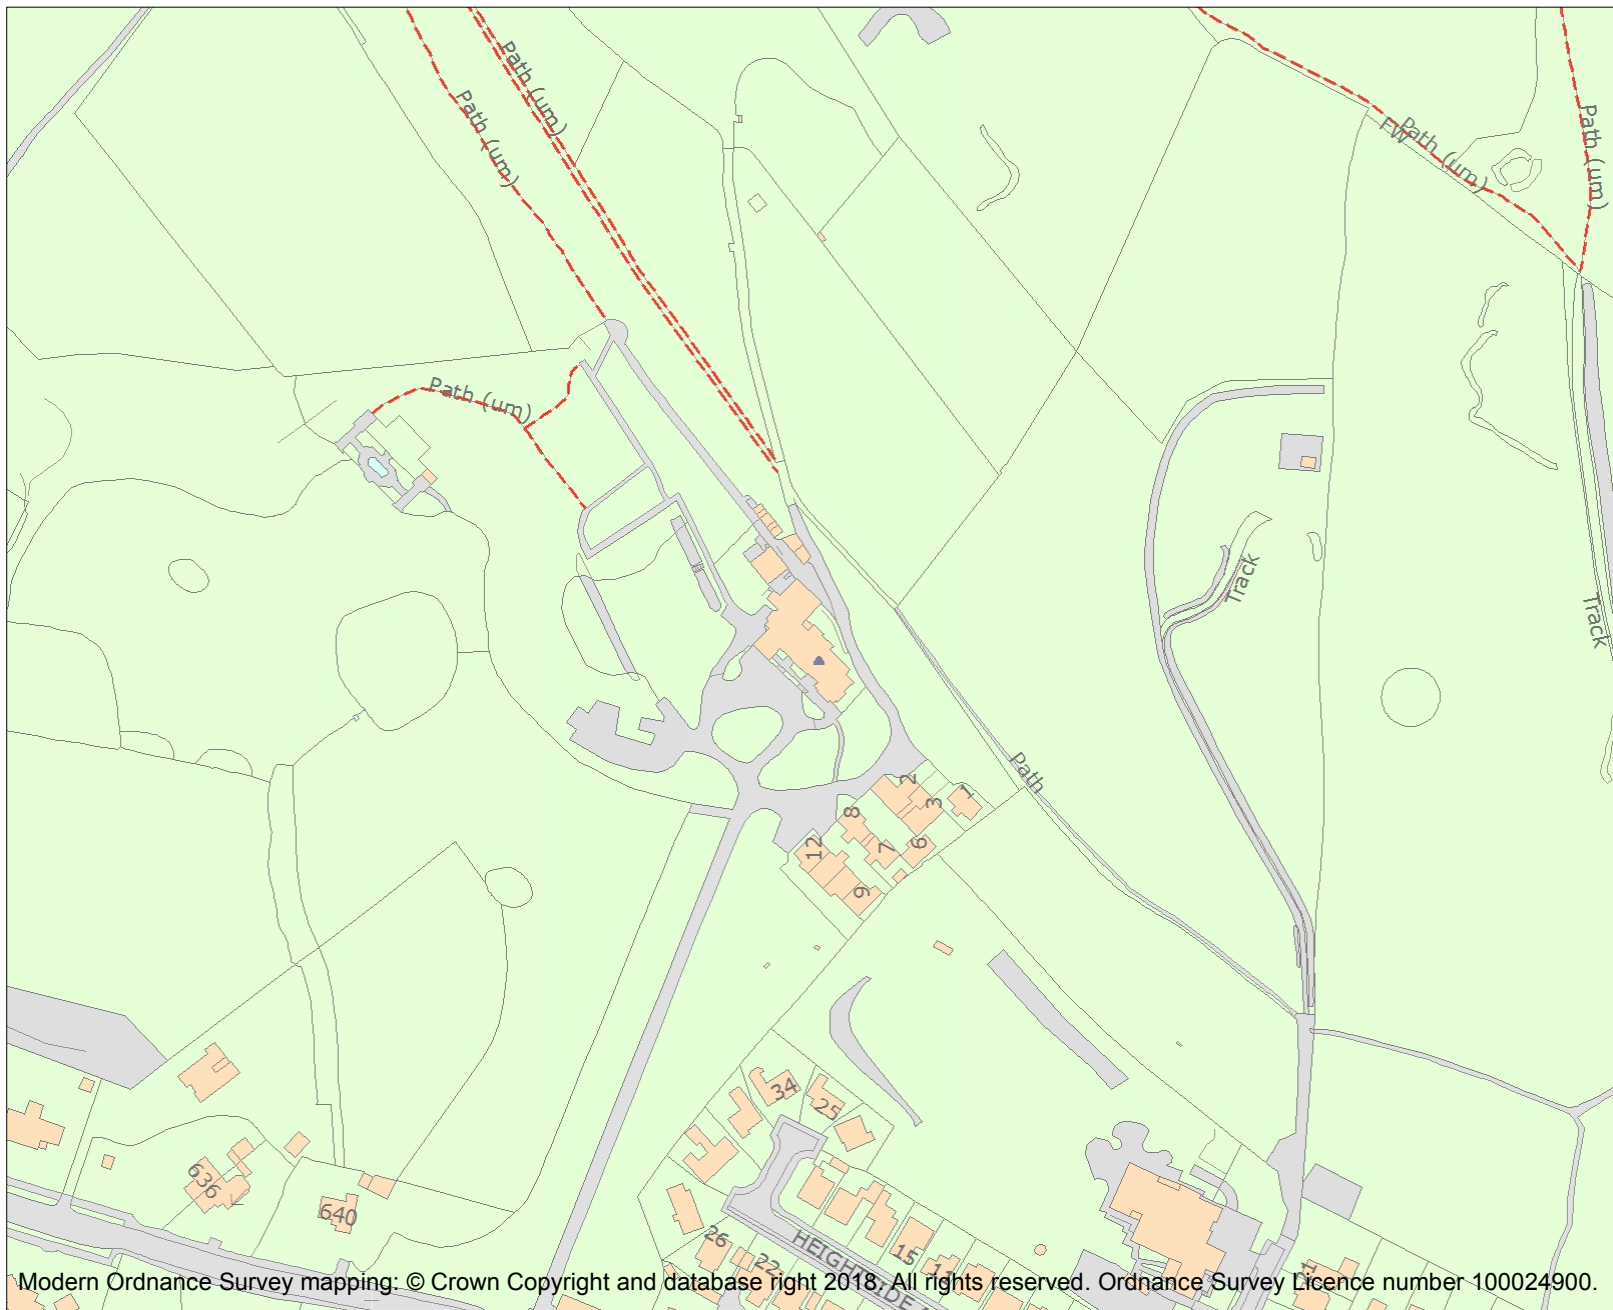 Path (um)
Path (um)
Path (um)
FW
Path (um)
Path (um)
Track
Track
Path
1
2
3
6
7
8
9
12
34
25
636
640
26
22
15
11
HEIGHTSIDE
Modern Ordnance Survey mapping: © Crown Copyright and database right 2018. All rights reserved. Ordnance Survey Licence number 100024900.